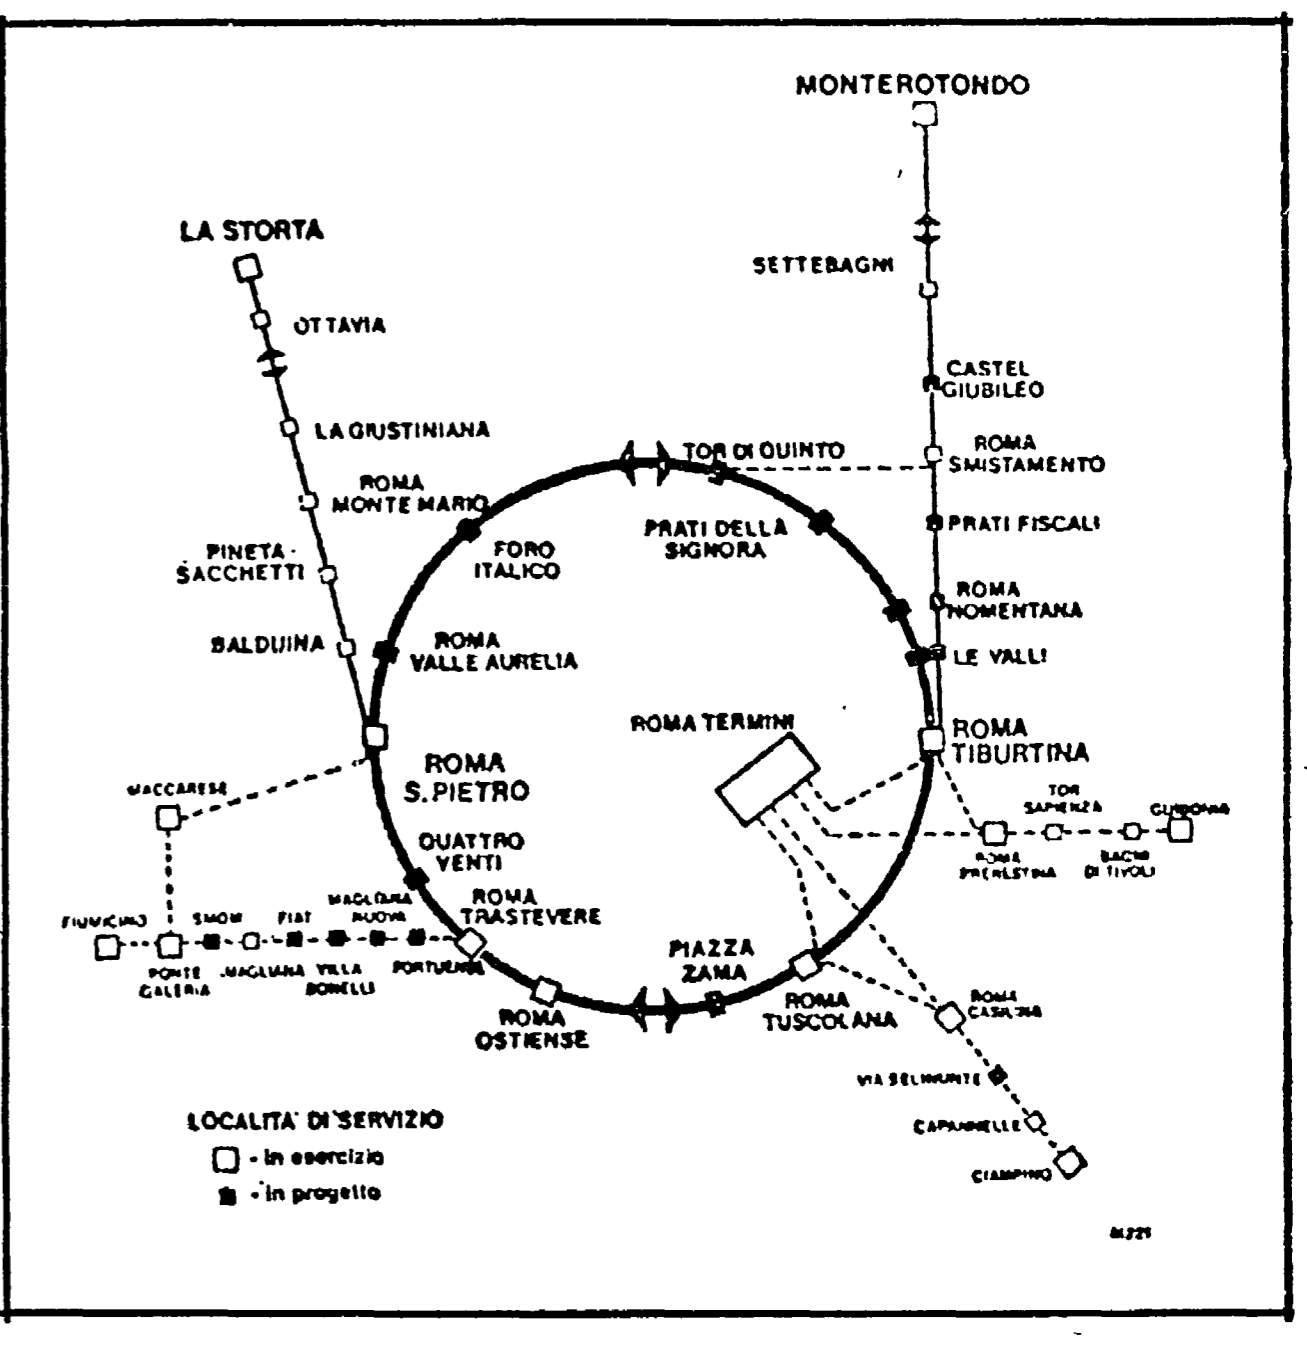 MONTEROTONDO
LA STORTA
SETTEBAGNI
OTTAVIA
CASTEL
GIUBILEO
LA GIUSTINIANA
ROMA
SMISTAMENTO
TOR DI QUINTO
ROMA
MONTE MARIO
PRATI DELLA
SIGNORA
PRATI FISCALI
FORO
ITALICO
PINETA
SACCHETTI
ROMA
NOMENTANA
BALDUINA
ROMA
VALLE AURELIA
LE VALLI
ROMA TERMINI
ROMA
TIBURTINA
ROMA
S. PIETRO
MACCARESE
TOR
SAPIENZA
GUIDONIA
QUATTRO
VENTI
ROMA
PRENESTINA
BAGNI
DI TIVOLI
MAGLIANA
NUOVA
ROMA
TRASTEVERE
FIUMICINO
FIAT
PONTE
GALERIA
MAGLIANA
VILLA
BONELLI
PORTUENSE
PIAZZA
ZAMA
ROMA
OSTIENSE
ROMA
TUSCOLANA
ROMA
CASILINA
VIA SELINUNTE
CAPANNELLE
CIAMPINO
LOCALITA' DI SERVIZIO
- In esercizio
- In progetto